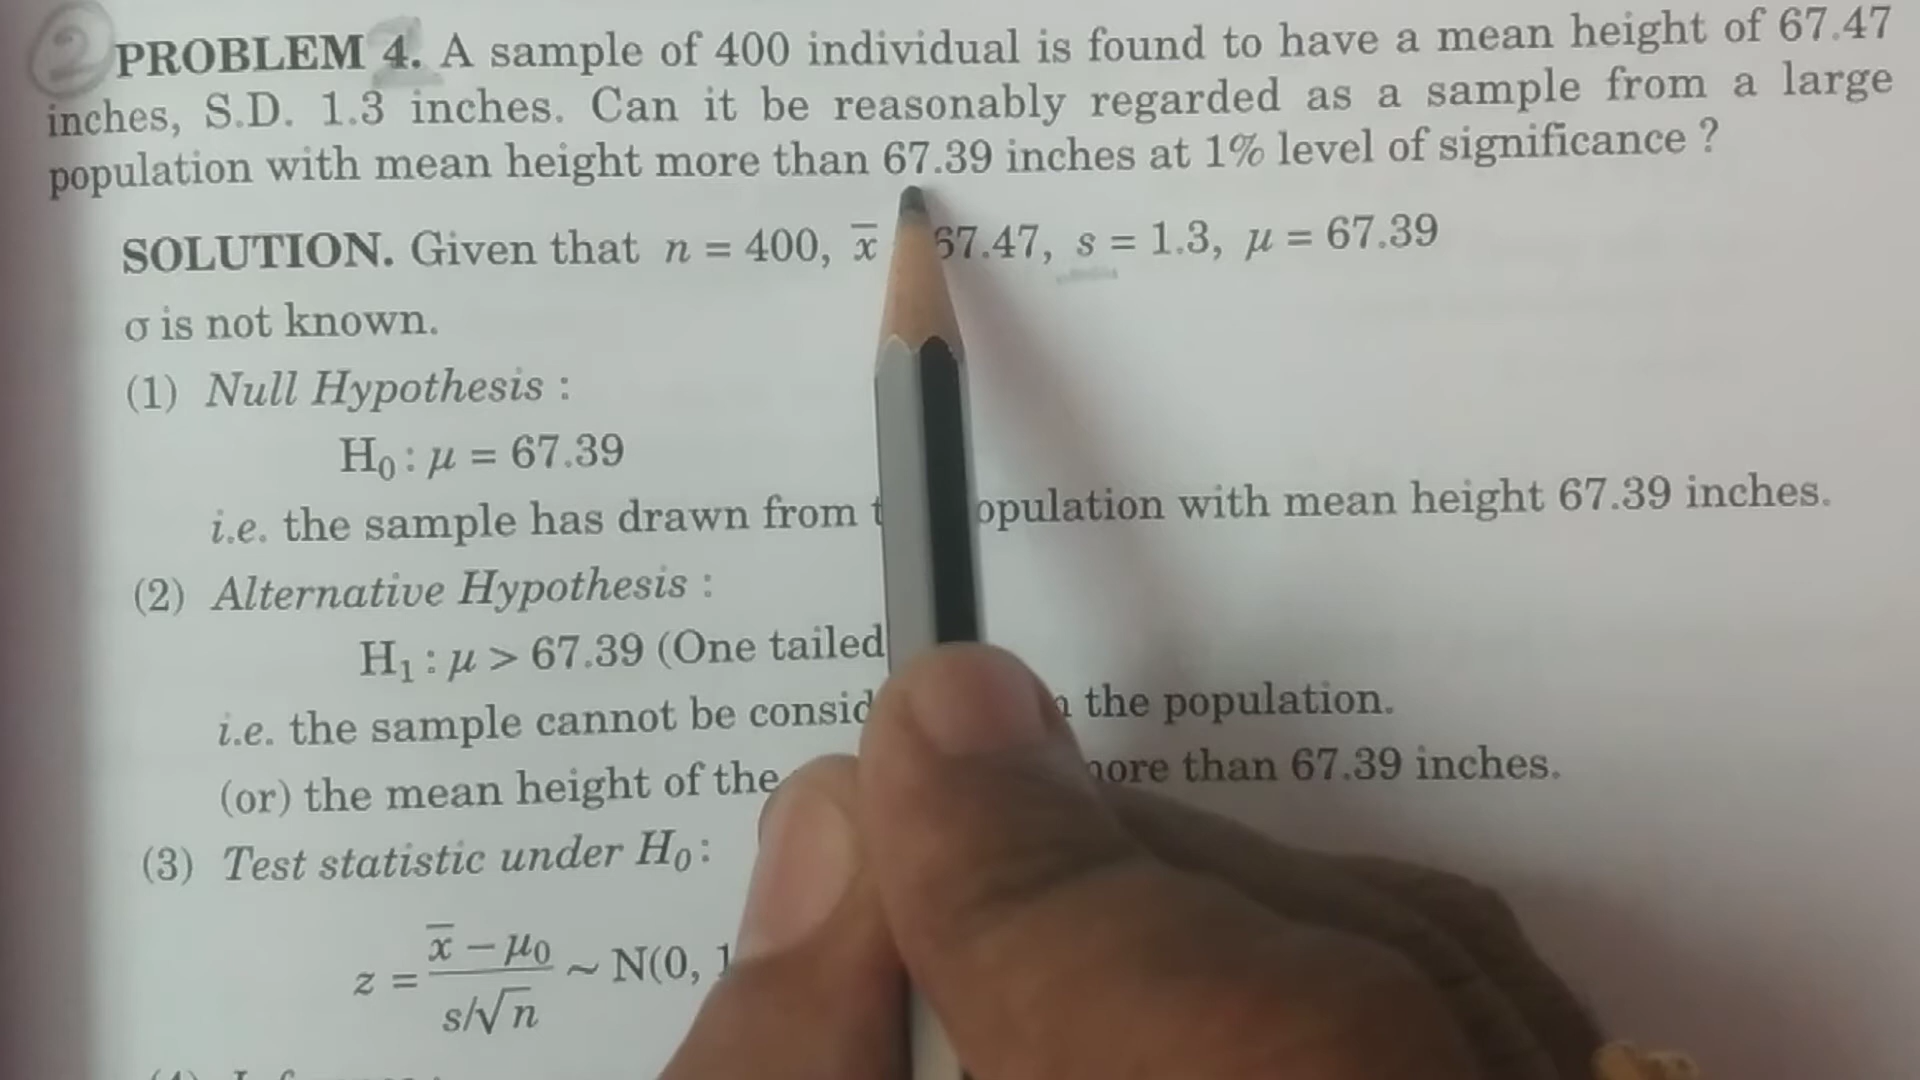 2 PROBLEM 4. A sample of 400 individual is found to have a mean height of 67.47
inches, S.D. 1.3 inches. Can it be reasonably regarded as a sample from a large
population with mean height more than 67.39 inches at 1% level of significance ?
SOLUTION. Given that n = 400, x̅ 67.47, s = 1.3, μ = 67.39
σ is not known.
(1) Null Hypothesis :
H₀ : μ = 67.39
i.e. the sample has drawn from population with mean height 67.39 inches.
(2) Alternative Hypothesis :
H₁ : μ > 67.39 (One tailed
i.e. the sample cannot be the population.
(or) the mean height of the more than 67.39 inches.
(3) Test statistic under H₀ :
z = (x̅ − μ₀) / (s/√n) ~ N(0, 1